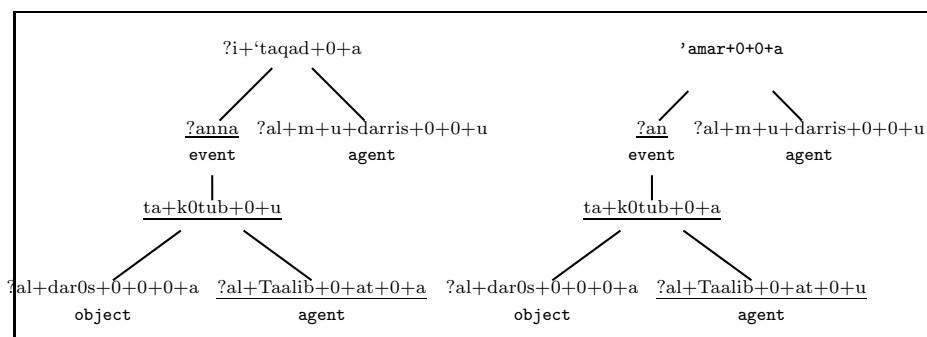 ?i+‘taqad+0+a 'amar+0+0+a
?anna ?al+m+u+darris+0+0+u ?an ?al+m+u+darris+0+0+u
event agent event agent
ta+k0tub+0+u ta+k0tub+0+a
?al+dar0s+0+0+0+a ?al+Taalib+0+at+0+a ?al+dar0s+0+0+0+a ?al+Taalib+0+at+0+u
object agent object agent